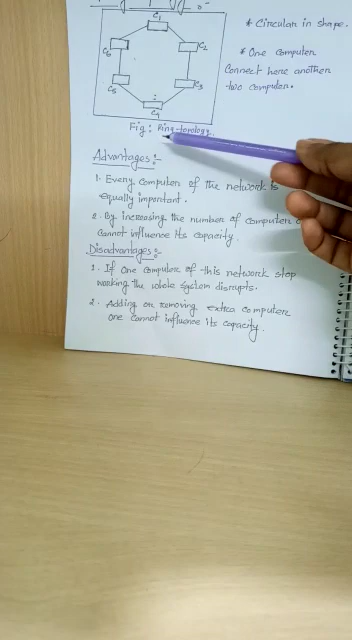 C1
* Circular in shape.
C6
C2
* One computer
Connect here another
two computer.
C5
C3
C4
Fig: Ring-topology.
Advantages :-
1. Every computer of the network is
equally important.
2. By increasing the number of computer
cannot influence its capacity.
Disadvantages :-
1. If one computer of this network stop
working the whole system disrupts.
2. Adding or removing extra computer
one cannot influence its capacity.